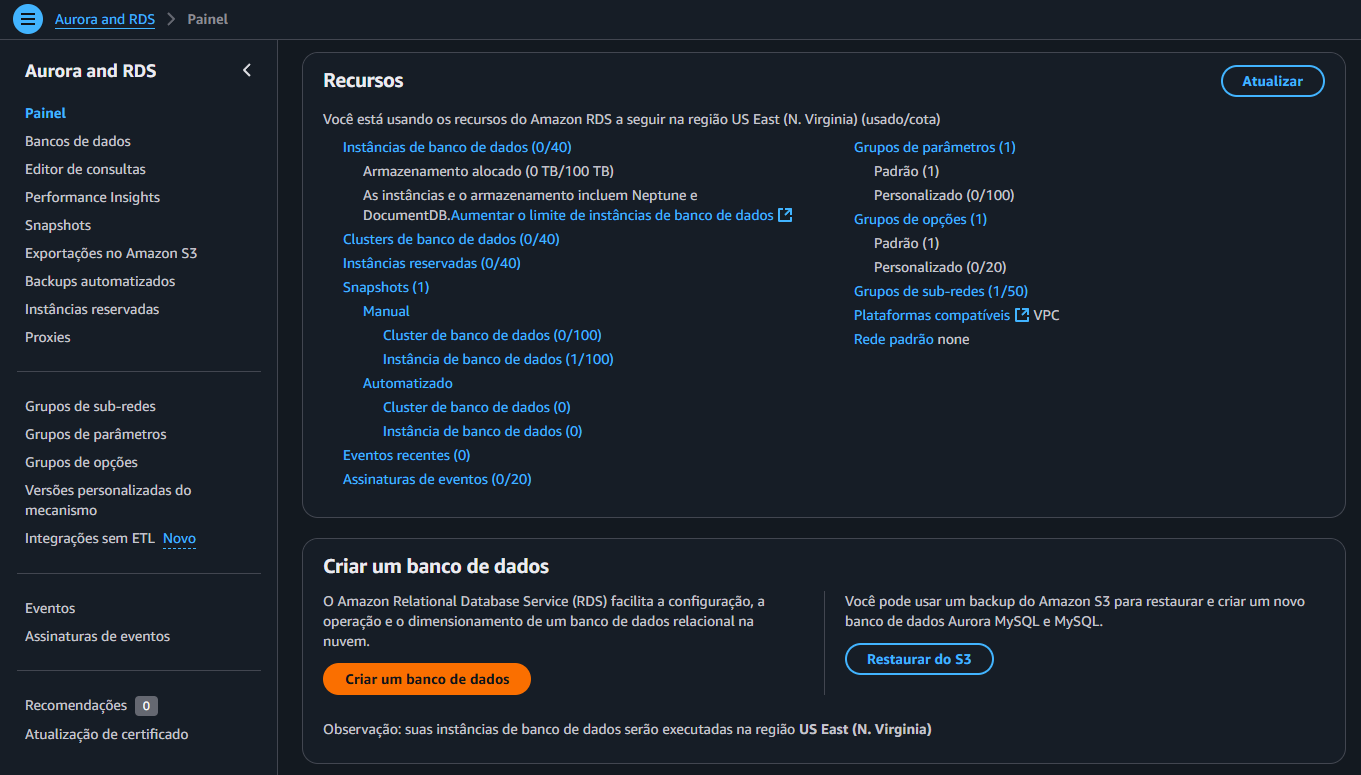 Aurora and RDS > Painel
Aurora and RDS
Painel
Bancos de dados
Editor de consultas
Performance Insights
Snapshots
Exportações no Amazon S3
Backups automatizados
Instâncias reservadas
Proxies
Grupos de sub-redes
Grupos de parâmetros
Grupos de opções
Versões personalizadas do
mecanismo
Integrações sem ETL Novo
Eventos
Assinaturas de eventos
Recomendações 0
Atualização de certificado
Recursos
Atualizar
Você está usando os recursos do Amazon RDS a seguir na região US East (N. Virginia) (usado/cota)
Instâncias de banco de dados (0/40)
Armazenamento alocado (0 TB/100 TB)
As instâncias e o armazenamento incluem Neptune e
DocumentDB.Aumentar o limite de instâncias de banco de dados
Clusters de banco de dados (0/40)
Instâncias reservadas (0/40)
Snapshots (1)
Manual
Cluster de banco de dados (0/100)
Instância de banco de dados (1/100)
Automatizado
Cluster de banco de dados (0)
Instância de banco de dados (0)
Eventos recentes (0)
Assinaturas de eventos (0/20)
Grupos de parâmetros (1)
Padrão (1)
Personalizado (0/100)
Grupos de opções (1)
Padrão (1)
Personalizado (0/20)
Grupos de sub-redes (1/50)
Plataformas compatíveis VPC
Rede padrão none
Criar um banco de dados
O Amazon Relational Database Service (RDS) facilita a configuração, a
operação e o dimensionamento de um banco de dados relacional na
nuvem.
Criar um banco de dados
Você pode usar um backup do Amazon S3 para restaurar e criar um novo
banco de dados Aurora MySQL e MySQL.
Restaurar do S3
Observação: suas instâncias de banco de dados serão executadas na região US East (N. Virginia)